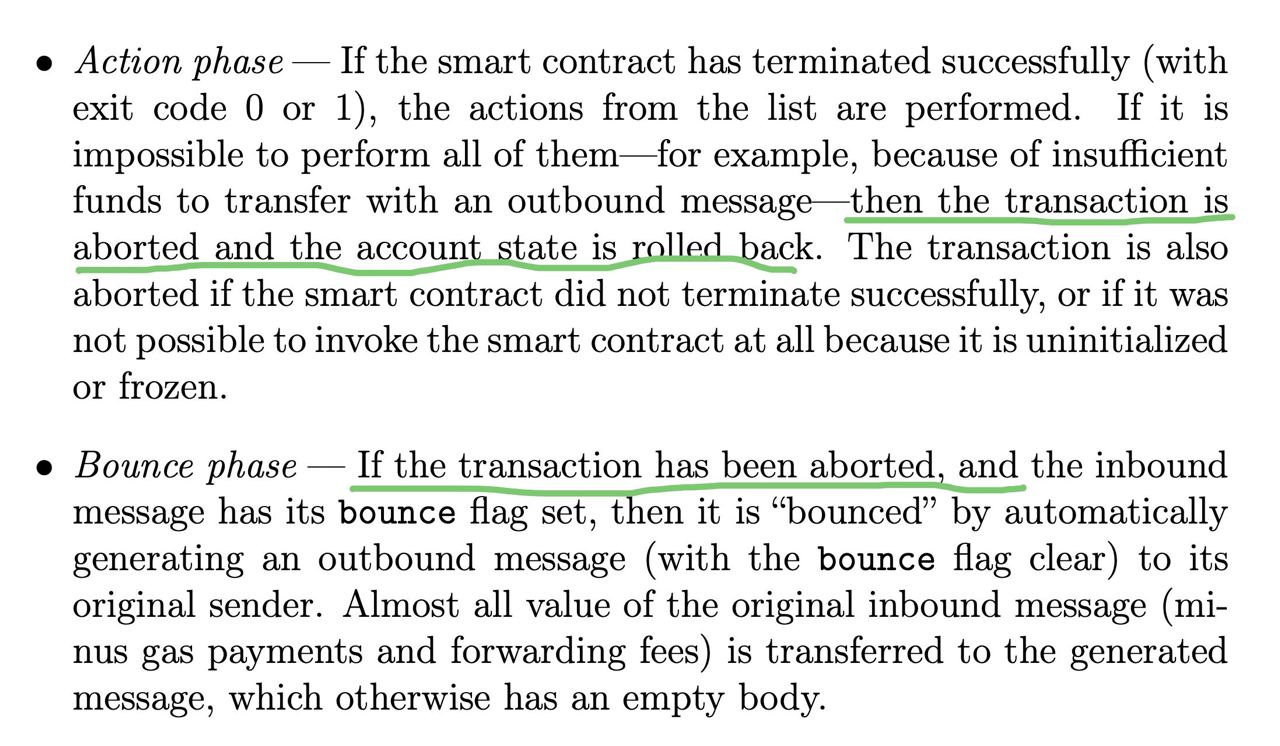 • Action phase — If the smart contract has terminated successfully (with
exit code 0 or 1), the actions from the list are performed. If it is
impossible to perform all of them—for example, because of insufficient
funds to transfer with an outbound message—then the transaction is
aborted and the account state is rolled back. The transaction is also
aborted if the smart contract did not terminate successfully, or if it was
not possible to invoke the smart contract at all because it is uninitialized
or frozen.
• Bounce phase — If the transaction has been aborted, and the inbound
message has its bounce flag set, then it is “bounced” by automatically
generating an outbound message (with the bounce flag clear) to its
original sender. Almost all value of the original inbound message (mi-
nus gas payments and forwarding fees) is transferred to the generated
message, which otherwise has an empty body.